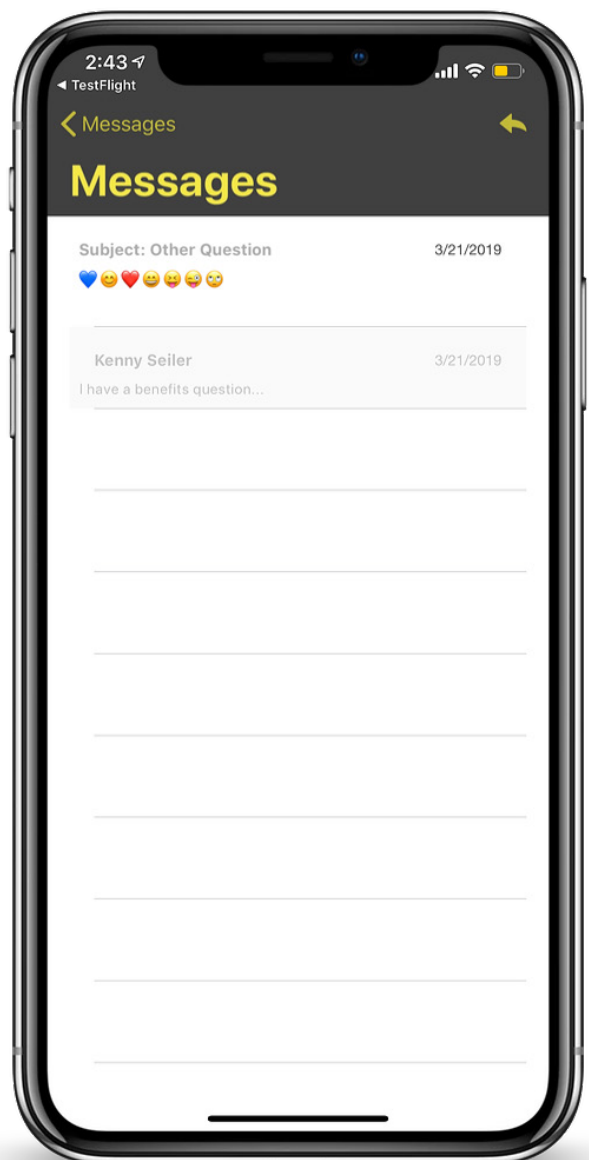 2:43
◀ TestFlight
Messages
Messages
Subject: Other Question 3/21/2019
💙😊❤️😄😝😜🙄
Kenny Seiler 3/21/2019
I have a benefits question...